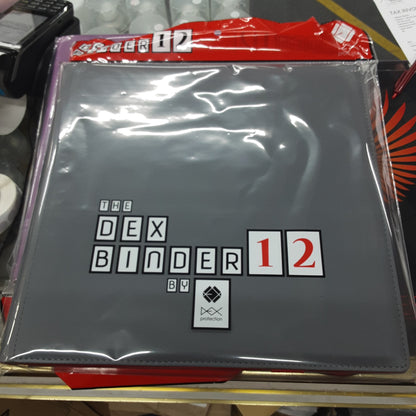 BINDER 12
THE
DEX
BINDER 12
BY
DEX
protection